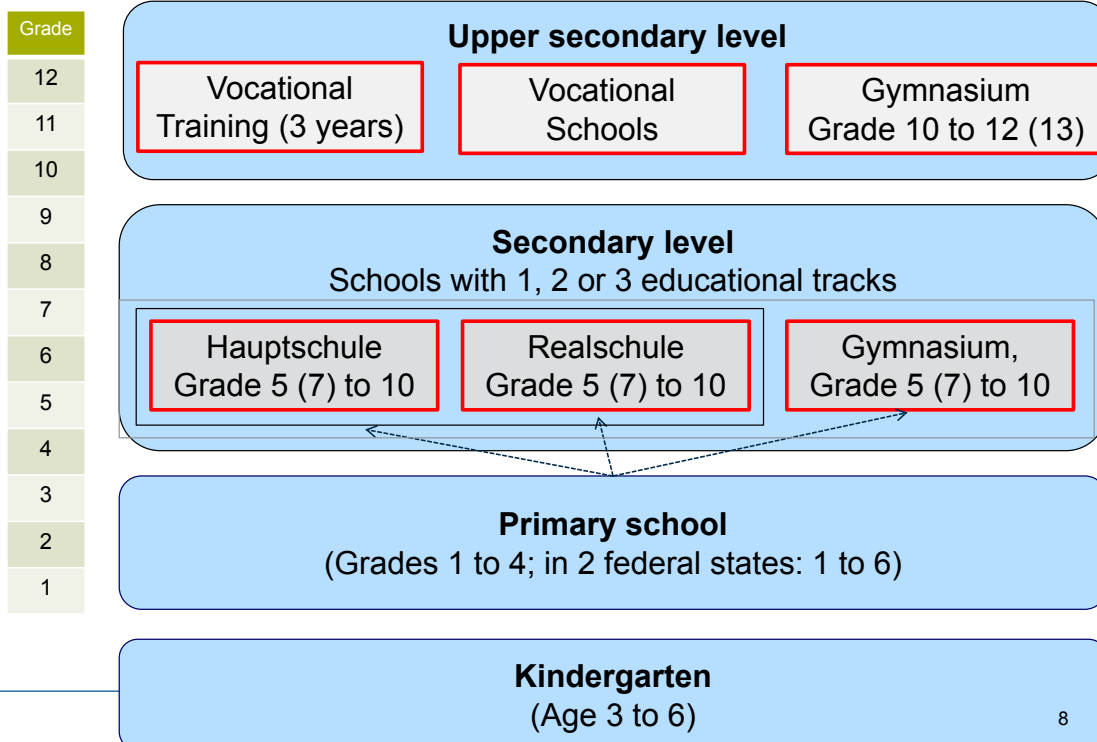 Grade
12
11
10
9
8
7
6
5
4
3
2
1
Upper secondary level
Vocational
Training (3 years)
Vocational
Schools
Gymnasium
Grade 10 to 12 (13)
Secondary level
Schools with 1, 2 or 3 educational tracks
Hauptschule
Grade 5 (7) to 10
Realschule
Grade 5 (7) to 10
Gymnasium,
Grade 5 (7) to 10
Primary school
(Grades 1 to 4; in 2 federal states: 1 to 6)
Kindergarten
(Age 3 to 6)
8